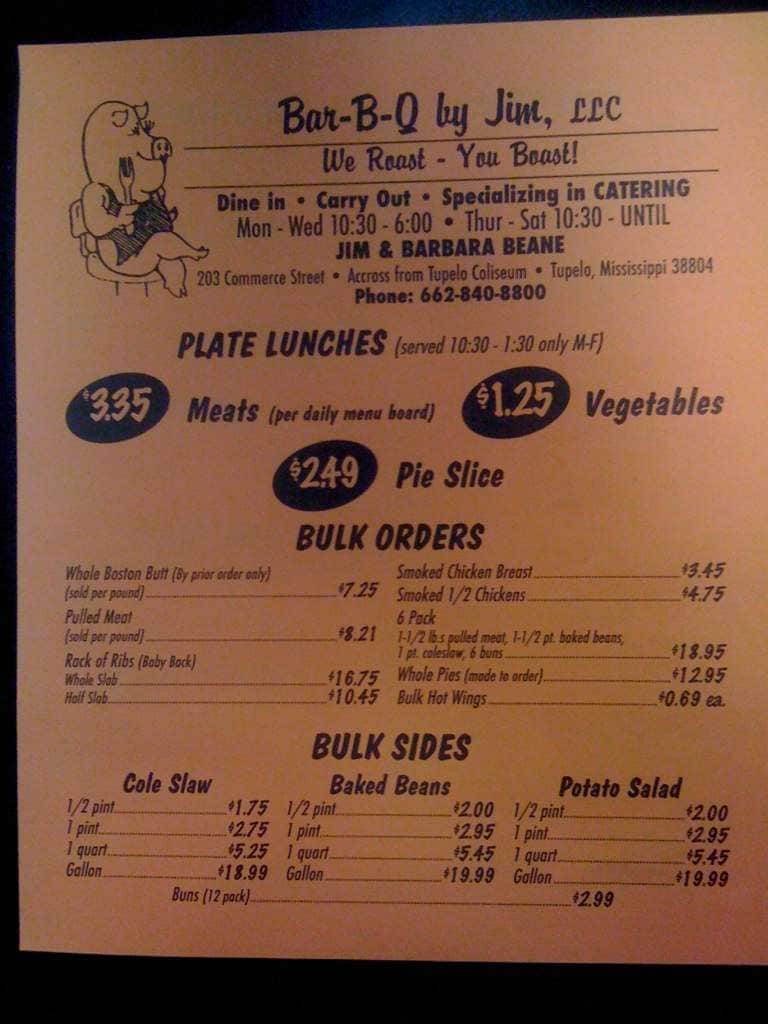 Bar-B-Q by Jim, LLC
We Roast - You Boast!
Dine in • Carry Out • Specializing in CATERING
Mon - Wed 10:30 - 6:00 • Thur - Sat 10:30 - UNTIL
JIM & BARBARA BEANE
203 Commerce Street • Accross from Tupelo Coliseum • Tupelo, Mississippi 38804
Phone: 662-840-8800
PLATE LUNCHES (served 10:30 - 1:30 only M-F)
$3.35 Meats (per daily menu board) $1.25 Vegetables
$2.49 Pie Slice
BULK ORDERS
Whole Boston Butt (By prior order only)
(sold per pound) $7.25
Pulled Meat
(sold per pound) $8.21
Rack of Ribs (Baby Back)
Whole Slab $16.75
Half Slab $10.45
Smoked Chicken Breast $3.45
Smoked 1/2 Chickens $4.75
6 Pack
1-1/2 lb.s pulled meat, 1-1/2 pt. baked beans,
1 pt. coleslaw, 6 buns $18.95
Whole Pies (made to order) $12.95
Bulk Hot Wings $0.69 ea.
BULK SIDES
Cole Slaw
1/2 pint $1.75
1 pint $2.75
1 quart $5.25
Gallon $18.99
Baked Beans
1/2 pint $2.00
1 pint $2.95
1 quart $5.45
Gallon $19.99
Potato Salad
1/2 pint $2.00
1 pint $2.95
1 quart $5.45
Gallon $19.99
Buns (12 pack) $2.99